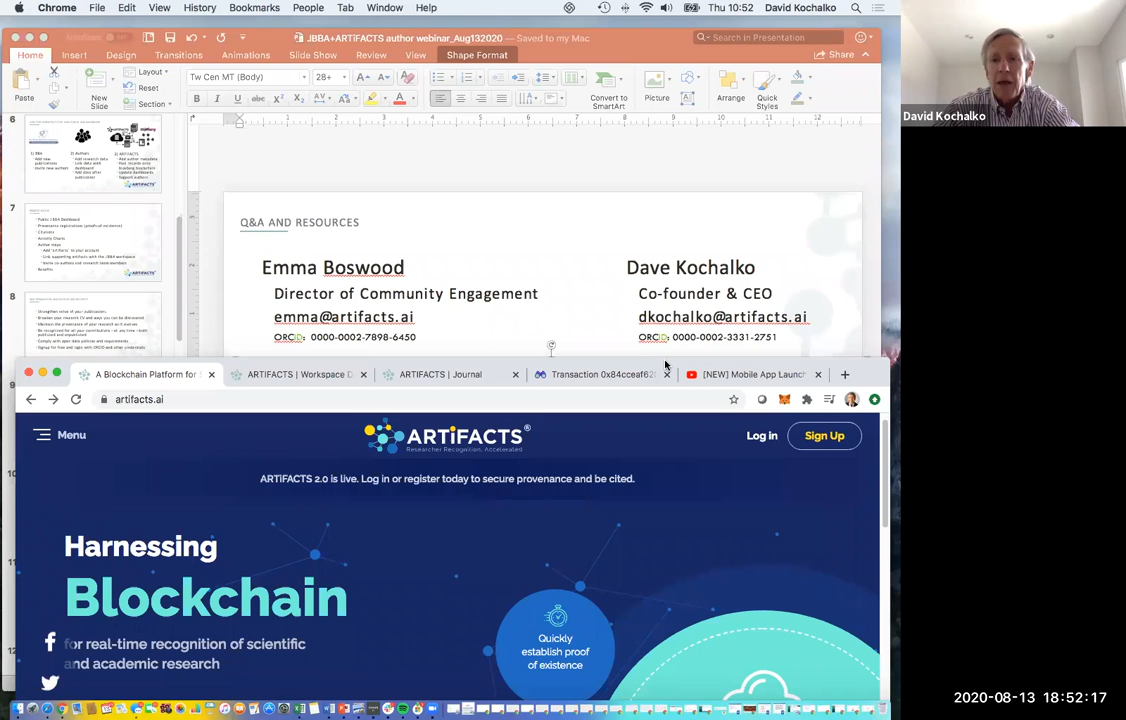 Chrome File Edit View History Bookmarks People Tab Window Help
Thu 10:52 David Kochalko
JBBA+ARTiFACTS author webinar_Aug132020 — Saved to my Mac
Search in Presentation
Home Insert Design Transitions Animations Slide Show Review View Shape Format
Share
Paste
New Slide
Layout
Reset
Section
Tw Cen MT (Body) 28+
Convert to SmartArt
Picture
Arrange
Quick Styles
6
7
8
Q&A AND RESOURCES
Emma Boswood
Director of Community Engagement
emma@artifacts.ai
ORCID: 0000-0002-7898-6450
Dave Kochalko
Co-founder & CEO
dkochalko@artifacts.ai
ORCID: 0000-0002-3331-2751
A Blockchain Platform for
ARTiFACTS | Workspace D
ARTiFACTS | Journal
Transaction 0x84cceaf62
[NEW] Mobile App Launch
artifacts.ai
Menu
ARTiFACTS®
Researcher Recognition, Accelerated
Log in
Sign Up
ARTiFACTS 2.0 is live. Log in or register today to secure provenance and be cited.
Harnessing
Blockchain
for real-time recognition of scientific
and academic research
Quickly
establish proof
of existence
David Kochalko
2020-08-13 18:52:17